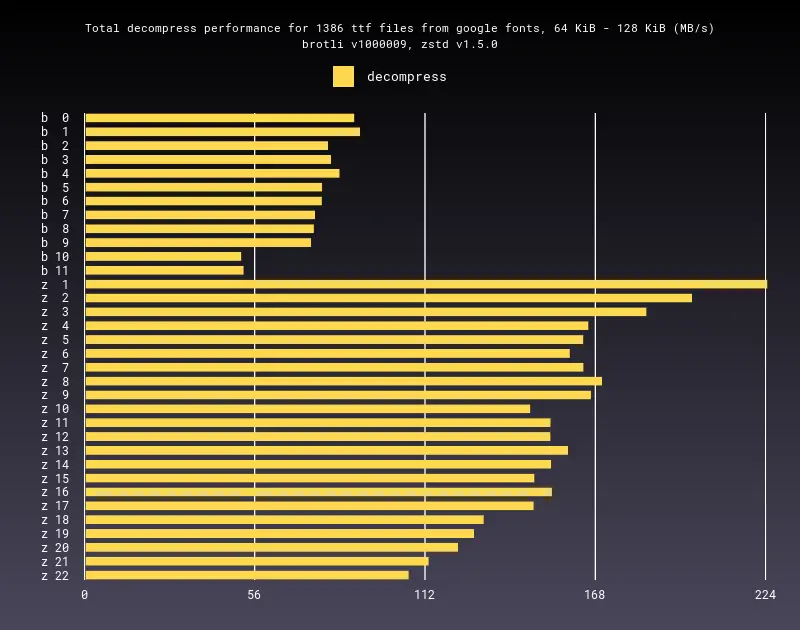 Total decompress performance for 1386 ttf files from google fonts, 64 KiB - 128 KiB (MB/s)
brotli v1000009, zstd v1.5.0
decompress
b 0
b 1
b 2
b 3
b 4
b 5
b 6
b 7
b 8
b 9
b 10
b 11
z 1
z 2
z 3
z 4
z 5
z 6
z 7
z 8
z 9
z 10
z 11
z 12
z 13
z 14
z 15
z 16
z 17
z 18
z 19
z 20
z 21
z 22
0 56 112 168 224